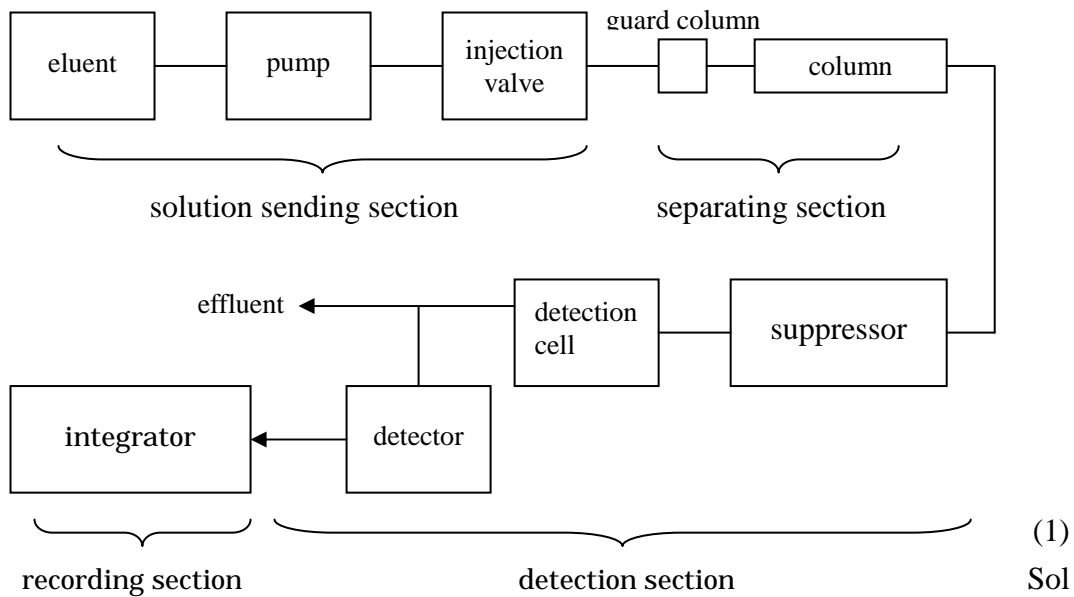 guard column
eluent
pump
injection
valve
column
solution sending section
separating section
effluent
detection
cell
suppressor
integrator
detector
(1)
recording section
detection section
Sol